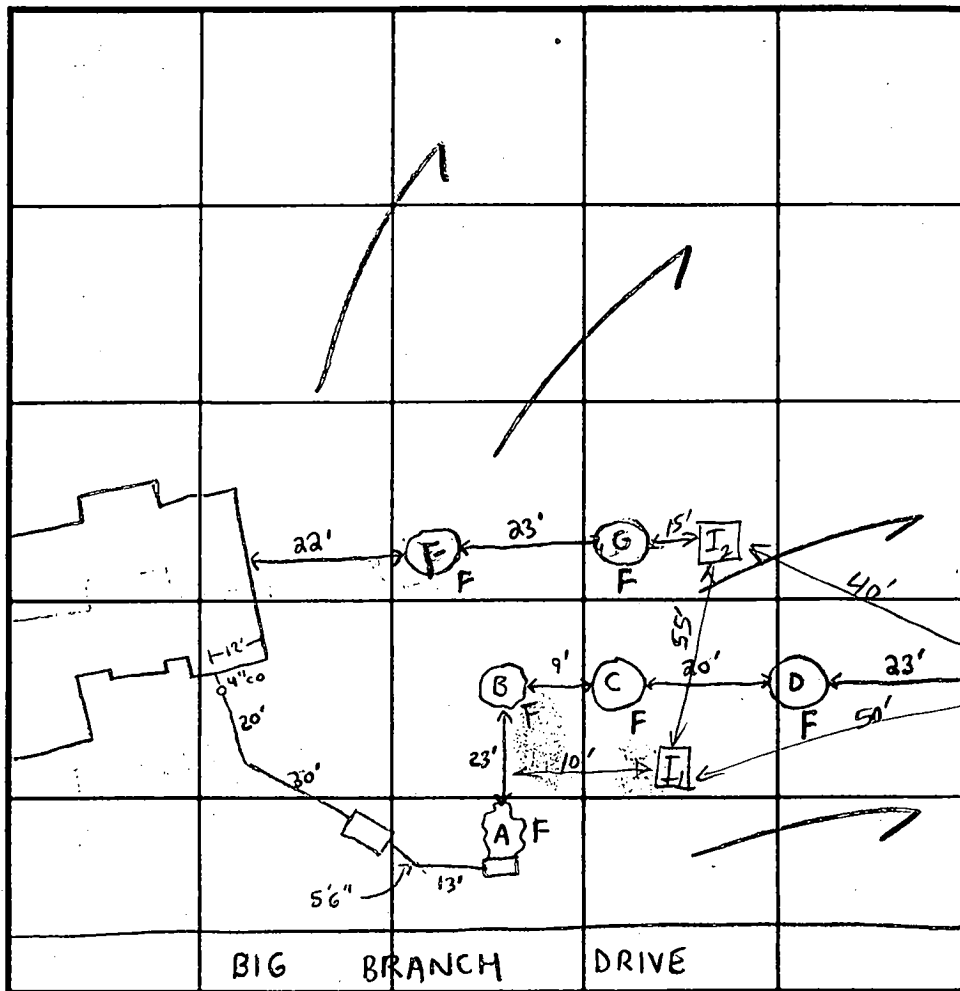 22'
F
F
23'
G
F
15'
I2
40'
55'
12'
4"co
20'
30'
5'6"
13'
A
F
23'
B
F
9'
C
F
20'
D
F
23'
10'
I1
50'
BIG BRANCH DRIVE